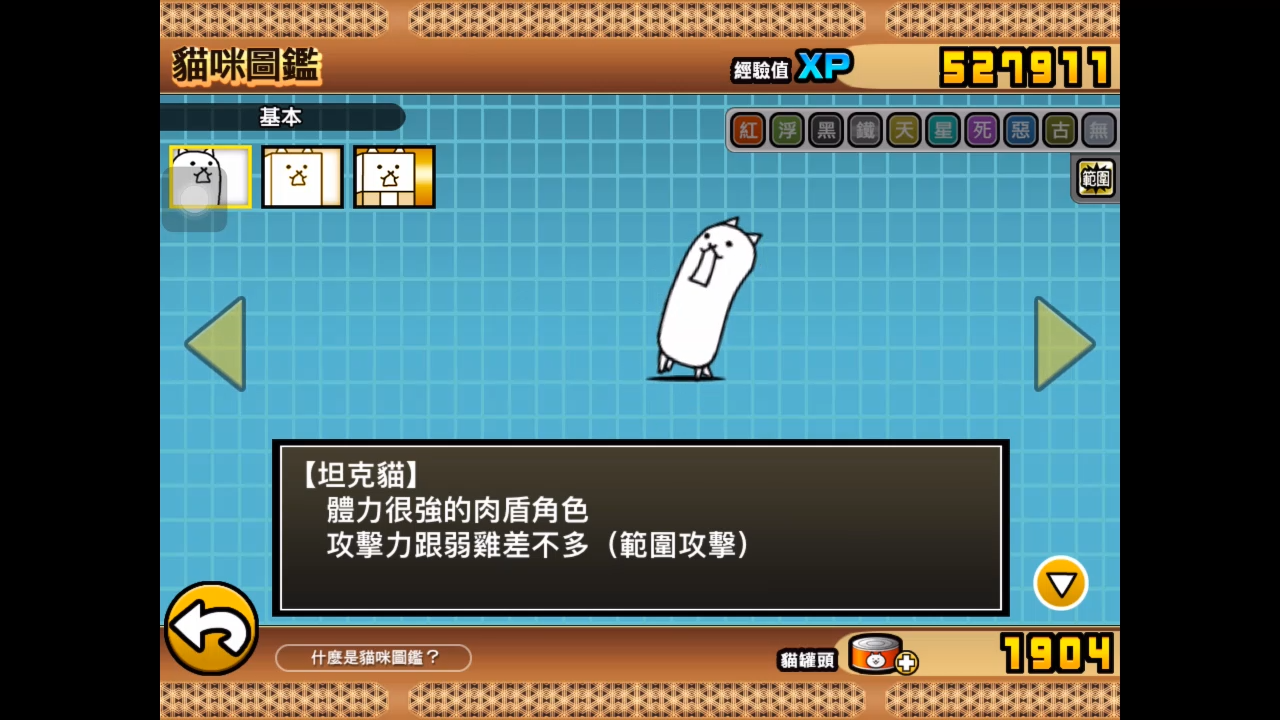 貓咪圖鑑
經驗值 XP 527911
基本
紅 浮 黑 鐵 天 星 死 惡 古 無
範圍
【坦克貓】
體力很強的肉盾角色
攻擊力跟弱雞差不多（範圍攻擊）
什麼是貓咪圖鑑？
貓罐頭 1904